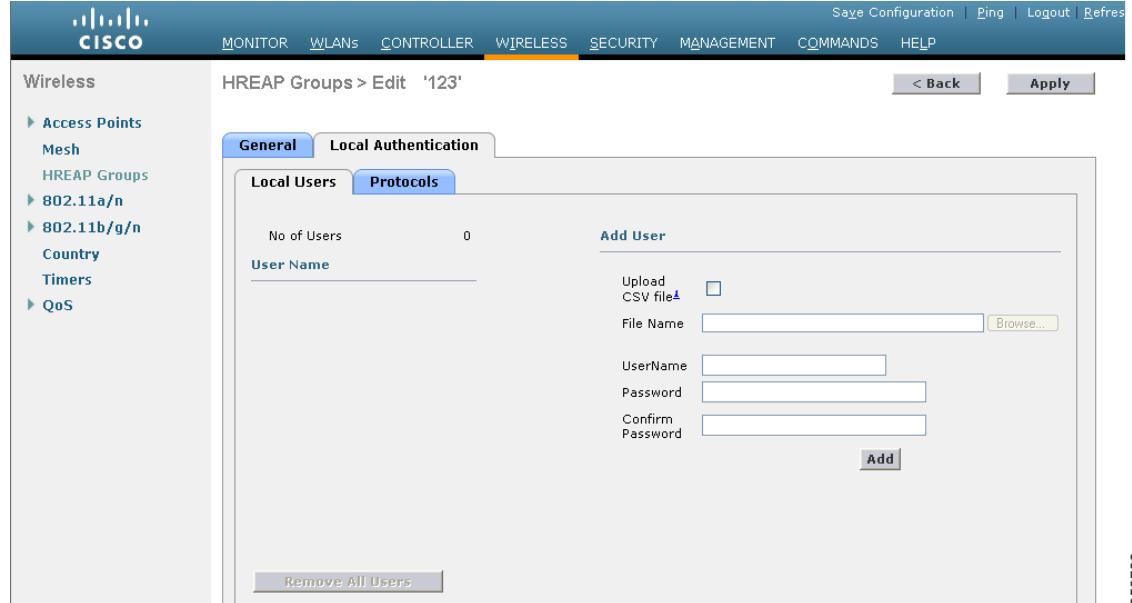 Save Configuration | Ping | Logout | Refres
CISCO
MONITOR WLANs CONTROLLER WIRELESS SECURITY MANAGEMENT COMMANDS HELP
Wireless
Access Points
Mesh
HREAP Groups
802.11a/n
802.11b/g/n
Country
Timers
QoS
HREAP Groups > Edit '123'
< Back
Apply
General
Local Authentication
Local Users
Protocols
No of Users 0
User Name
Add User
Upload
CSV file1
File Name
Browse...
UserName
Password
Confirm
Password
Add
Remove All Users